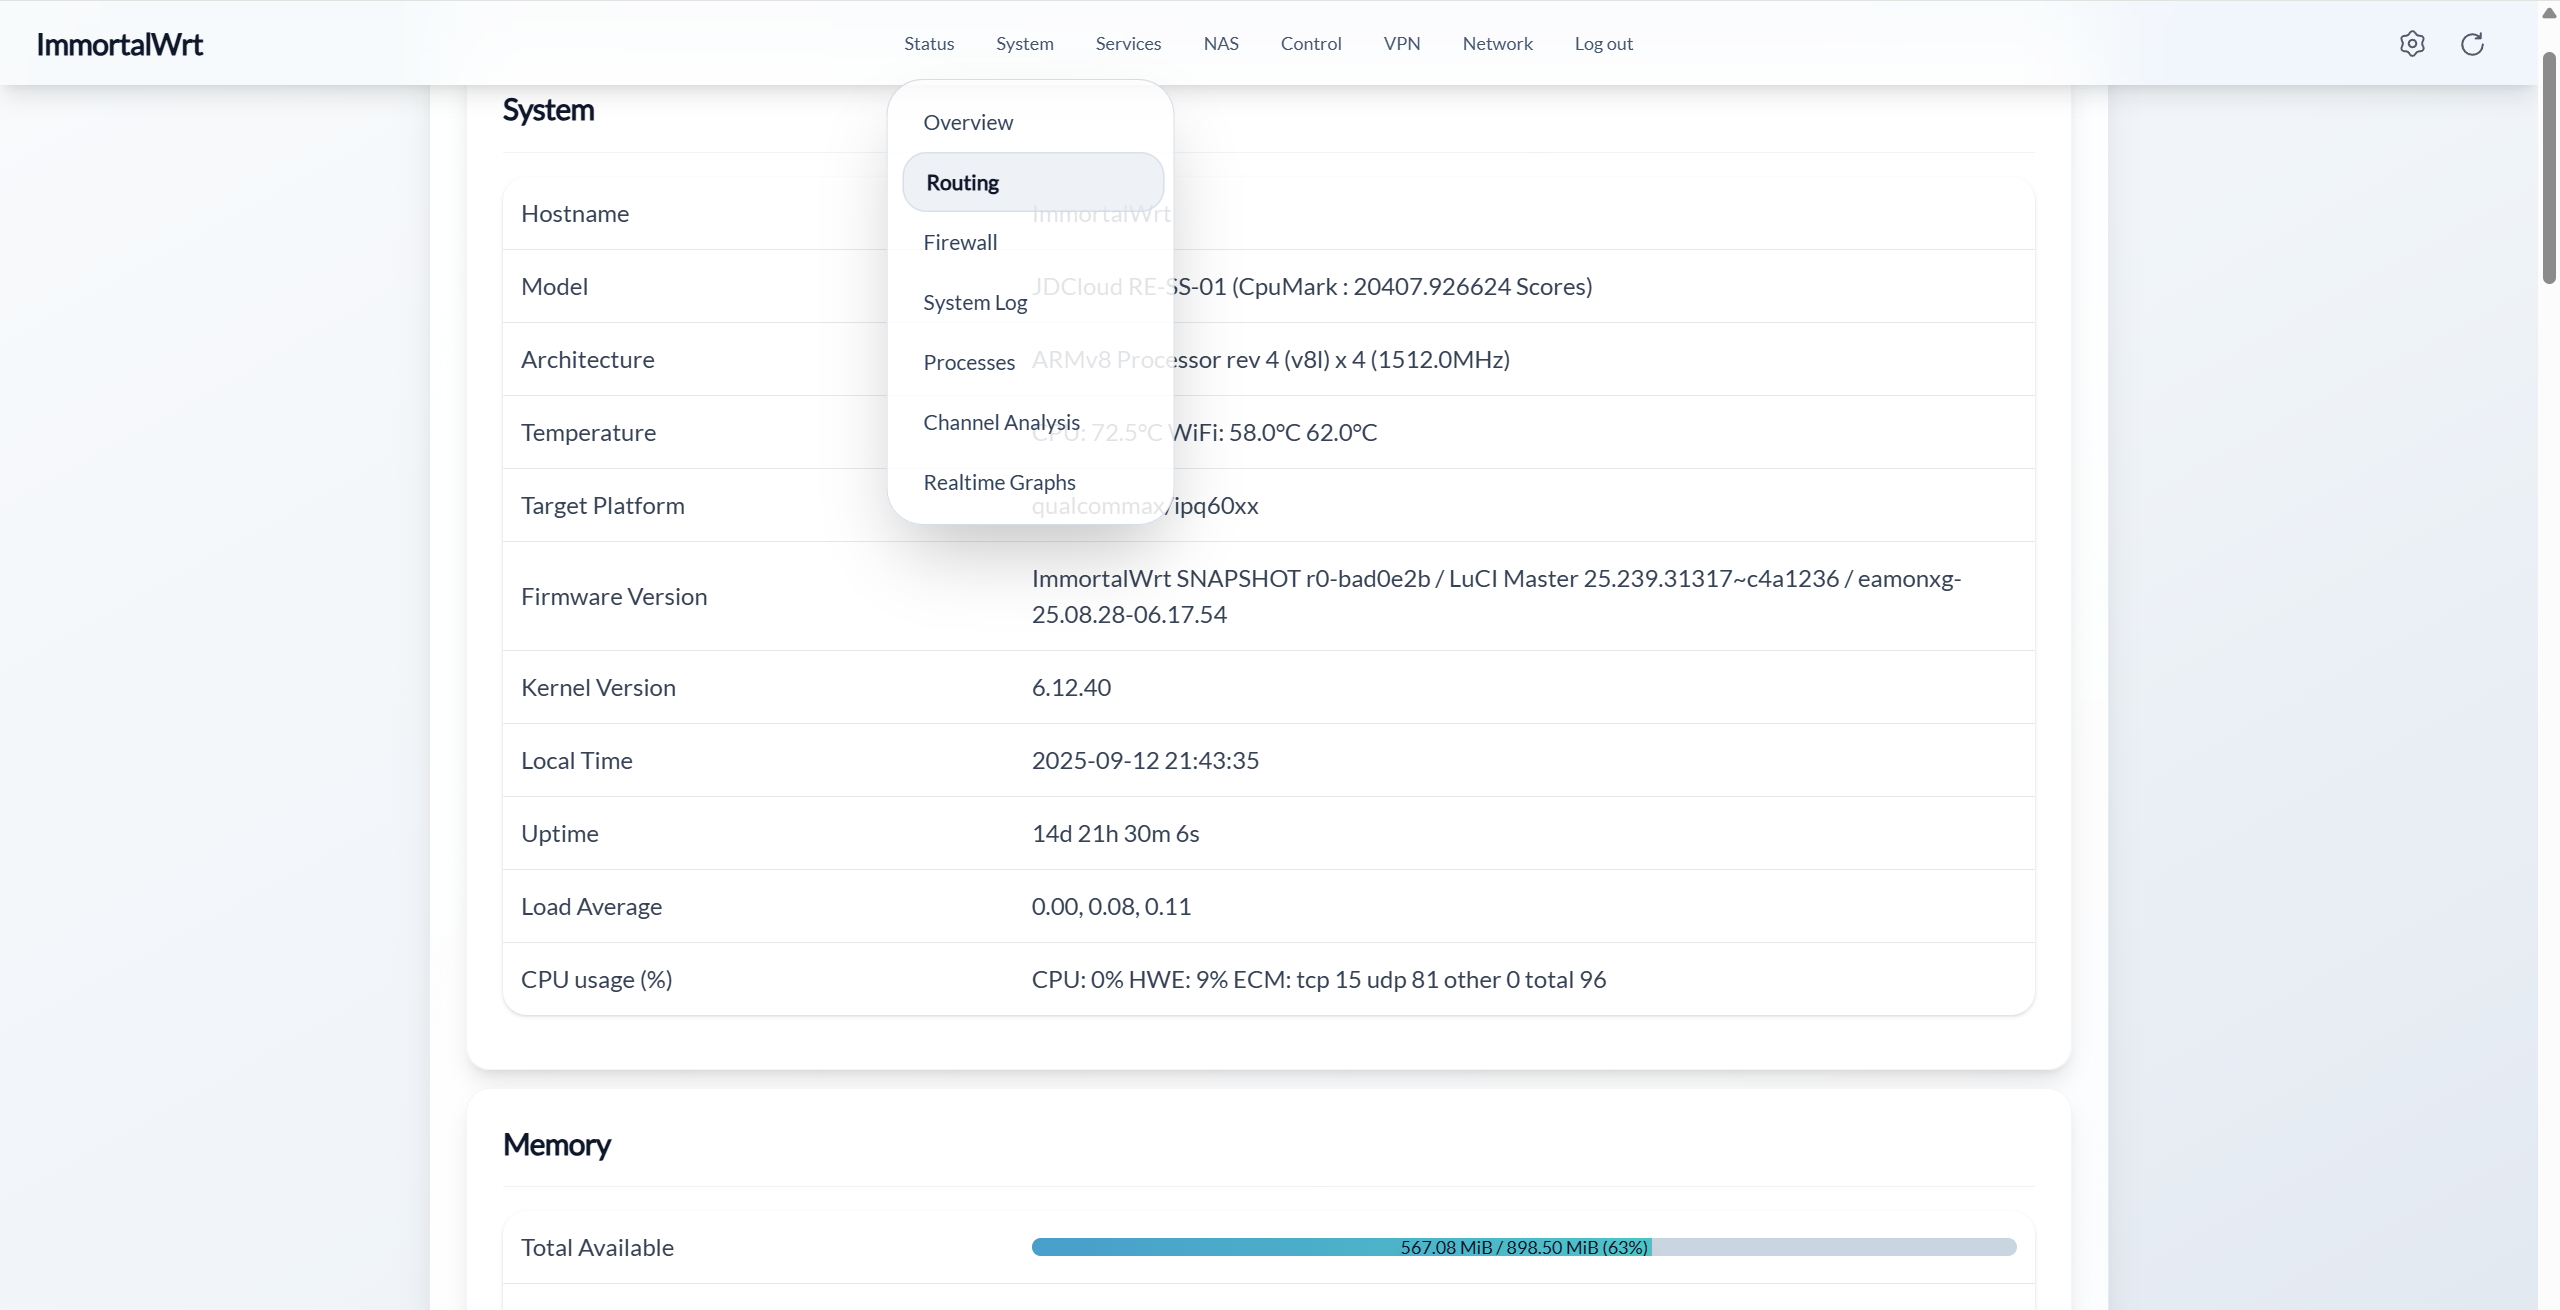 ImmortalWrt
Status System Services NAS Control VPN Network Log out
Overview
Routing
Firewall
System Log
Processes
Channel Analysis
Realtime Graphs
System
Hostname ImmortalWrt
Model JDCloud RE-SS-01 (CpuMark : 20407.926624 Scores)
Architecture ARMv8 Processor rev 4 (v8l) x 4 (1512.0MHz)
Temperature CPU: 72.5°C WiFi: 58.0°C 62.0°C
Target Platform qualcommax/ipq60xx
Firmware Version ImmortalWrt SNAPSHOT r0-bad0e2b / LuCI Master 25.239.31317~c4a1236 / eamonxg-
25.08.28-06.17.54
Kernel Version 6.12.40
Local Time 2025-09-12 21:43:35
Uptime 14d 21h 30m 6s
Load Average 0.00, 0.08, 0.11
CPU usage (%) CPU: 0% HWE: 9% ECM: tcp 15 udp 81 other 0 total 96
Memory
Total Available 567.08 MiB / 898.50 MiB (63%)